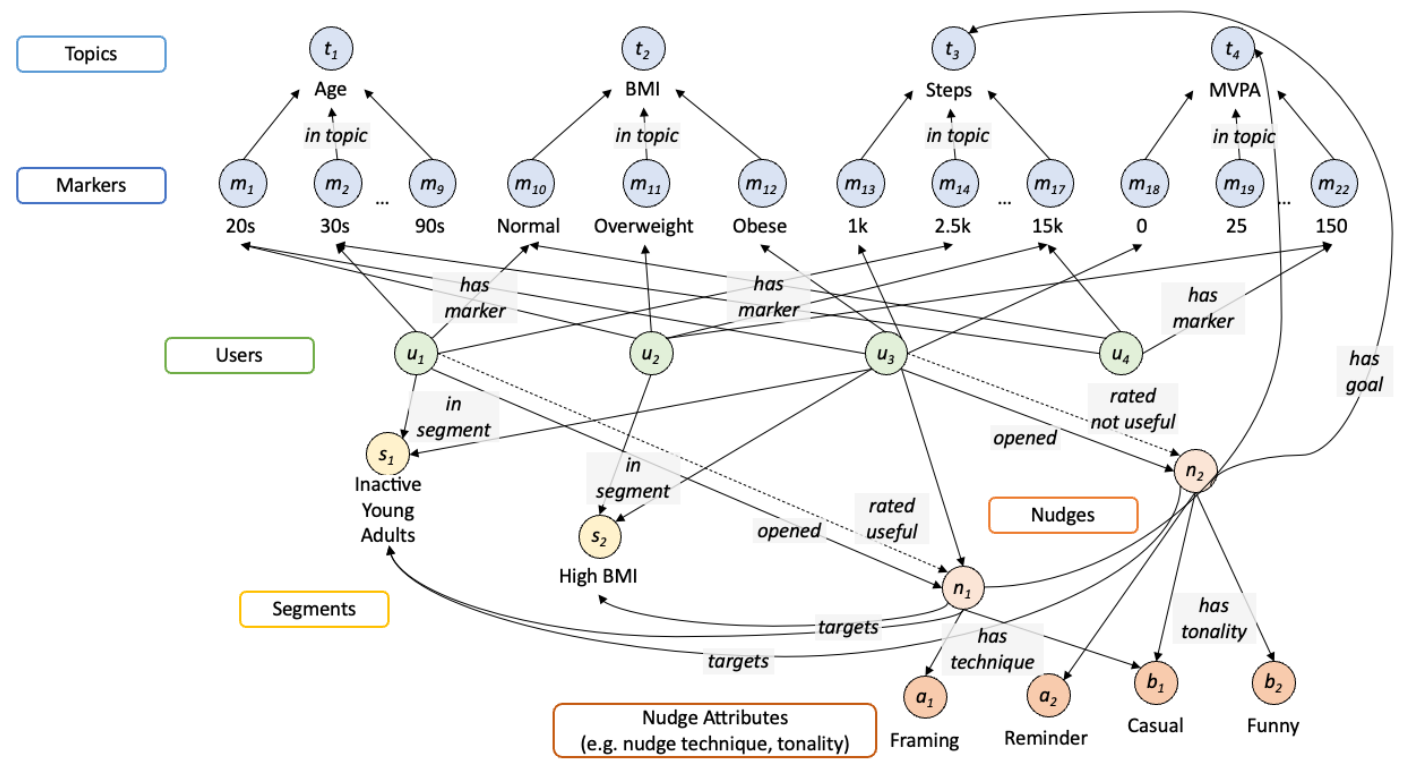 Topics
t1
t2
t3
t4
Age
BMI
Steps
MVPA
in topic
in topic
in topic
in topic
Markers
m1
m2
...
m9
m10
m11
m12
m13
m14
...
m17
m18
m19
...
m22
20s
30s
90s
Normal
Overweight
Obese
1k
2.5k
15k
0
25
150
has
marker
has
marker
has
marker
Users
u1
u2
u3
u4
has
goal
in
segment
rated
not useful
opened
s1
n2
Inactive
Young
Adults
in
segment
rated
useful
Nudges
opened
s2
High BMI
n1
Segments
targets
has
technique
has
tonality
targets
a1
a2
b1
b2
Nudge Attributes
(e.g. nudge technique, tonality)
Framing
Reminder
Casual
Funny